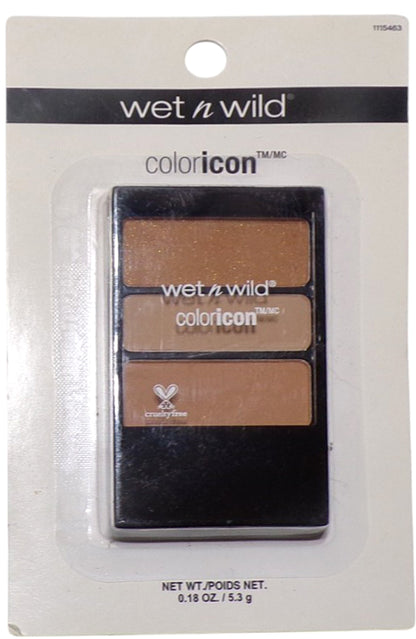 1115463
wet n wild®
coloricon™/MC
wet n wild®
coloricon™/MC
crueltyfree
NET WT./POIDS NET.
0.18 OZ. / 5.3 g